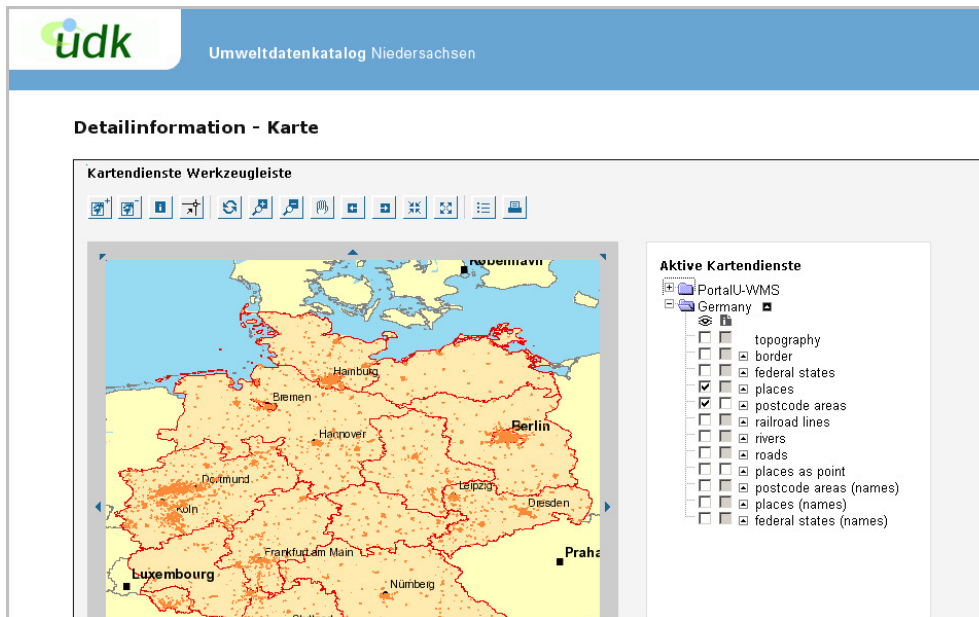 udk
Umweltdatenkatalog Niedersachsen
Detailinformation - Karte
Kartendienste Werkzeugleiste
København
Hamburg
Bremen
Berlin
Hannover
Dortmund
Leipzig
Köln
Dresden
Frankfurt am Main
Praha
Luxembourg
Nürnberg
Stuttgart
Aktive Kartendienste
PortalU-WMS
Germany
topography
border
federal states
places
postcode areas
railroad lines
rivers
roads
places as point
postcode areas (names)
places (names)
federal states (names)